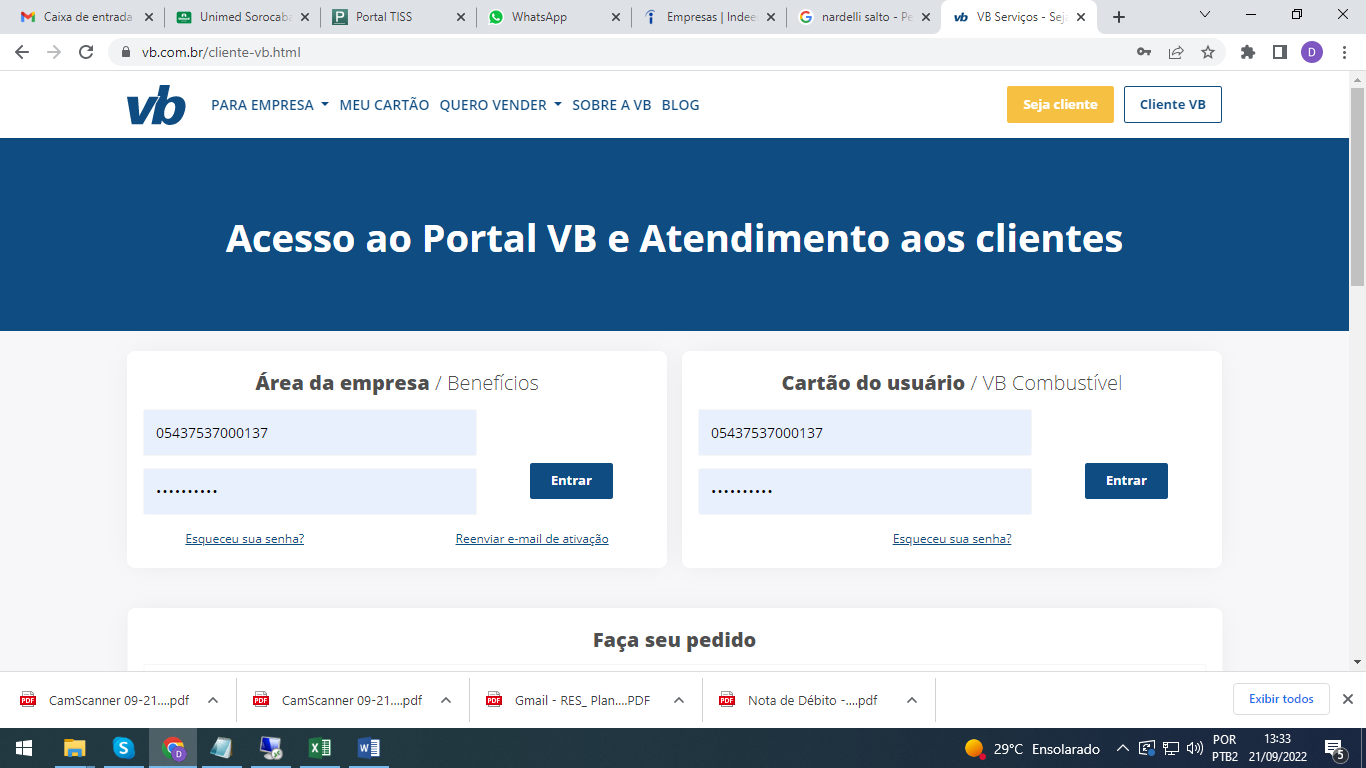 Caixa de entrada
Unimed Sorocaba
Portal TISS
WhatsApp
Empresas | Indee
nardelli salto - Pe
VB Serviços - Seja
vb.com.br/cliente-vb.html
D
vb
PARA EMPRESA
MEU CARTÃO
QUERO VENDER
SOBRE A VB
BLOG
Seja cliente
Cliente VB
Acesso ao Portal VB e Atendimento aos clientes
Área da empresa / Benefícios
05437537000137
Entrar
Esqueceu sua senha?
Reenviar e-mail de ativação
Cartão do usuário / VB Combustível
05437537000137
Entrar
Esqueceu sua senha?
Faça seu pedido
CamScanner 09-21....pdf
CamScanner 09-21....pdf
Gmail - RES_ Plan....PDF
Nota de Débito -....pdf
Exibir todos
29°C Ensolarado
POR
PTB2
13:33
21/09/2022
5